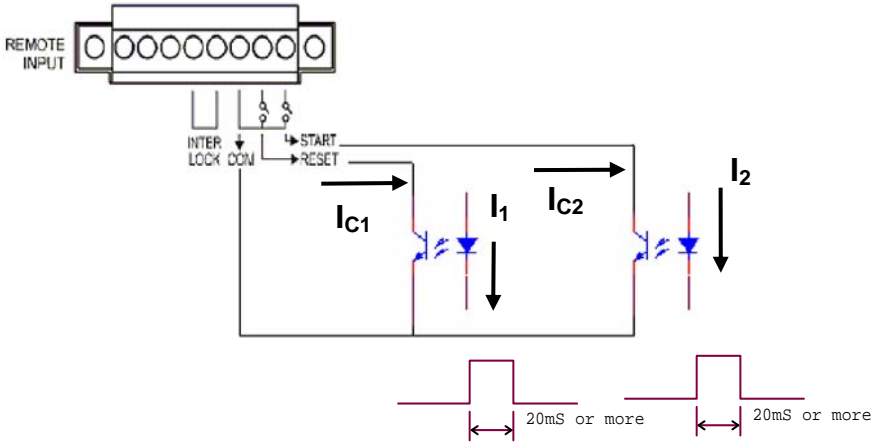 REMOTE
INPUT
INTER
LOCK
COM
START
RESET
IC1
I1
IC2
I2
20mS or more
20mS or more